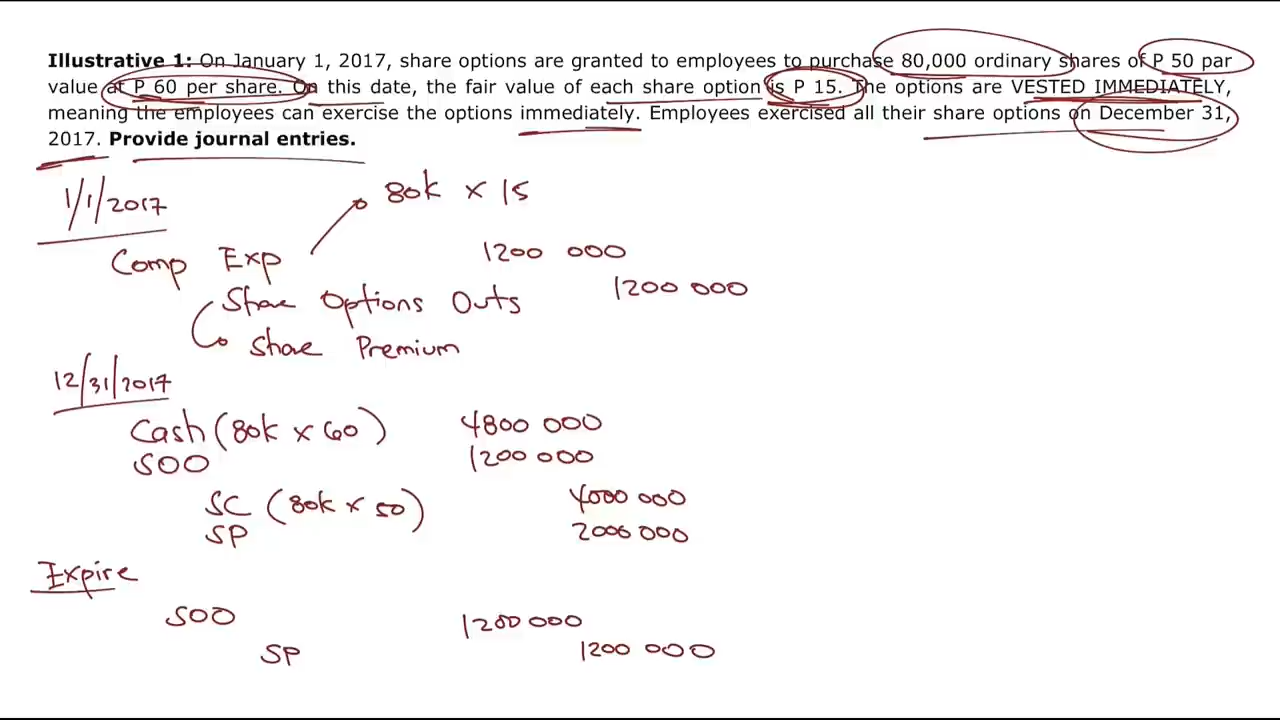 Illustrative 1: On January 1, 2017, share options are granted to employees to purchase 80,000 ordinary shares of P 50 par
value at P 60 per share. On this date, the fair value of each share option is P 15. The options are VESTED IMMEDIATELY,
meaning the employees can exercise the options immediately. Employees exercised all their share options on December 31,
2017. Provide journal entries.
1/1/2017
80k x 15
Comp Exp 1200 000
Share Options Outs 1200 000
Share Premium
12/31/2017
Cash (80k x 60) 4800 000
SOO 1200 000
SC (80k x 50) 4000 000
SP 2000 000
Expire
SOO 1200 000
SP 1200 000